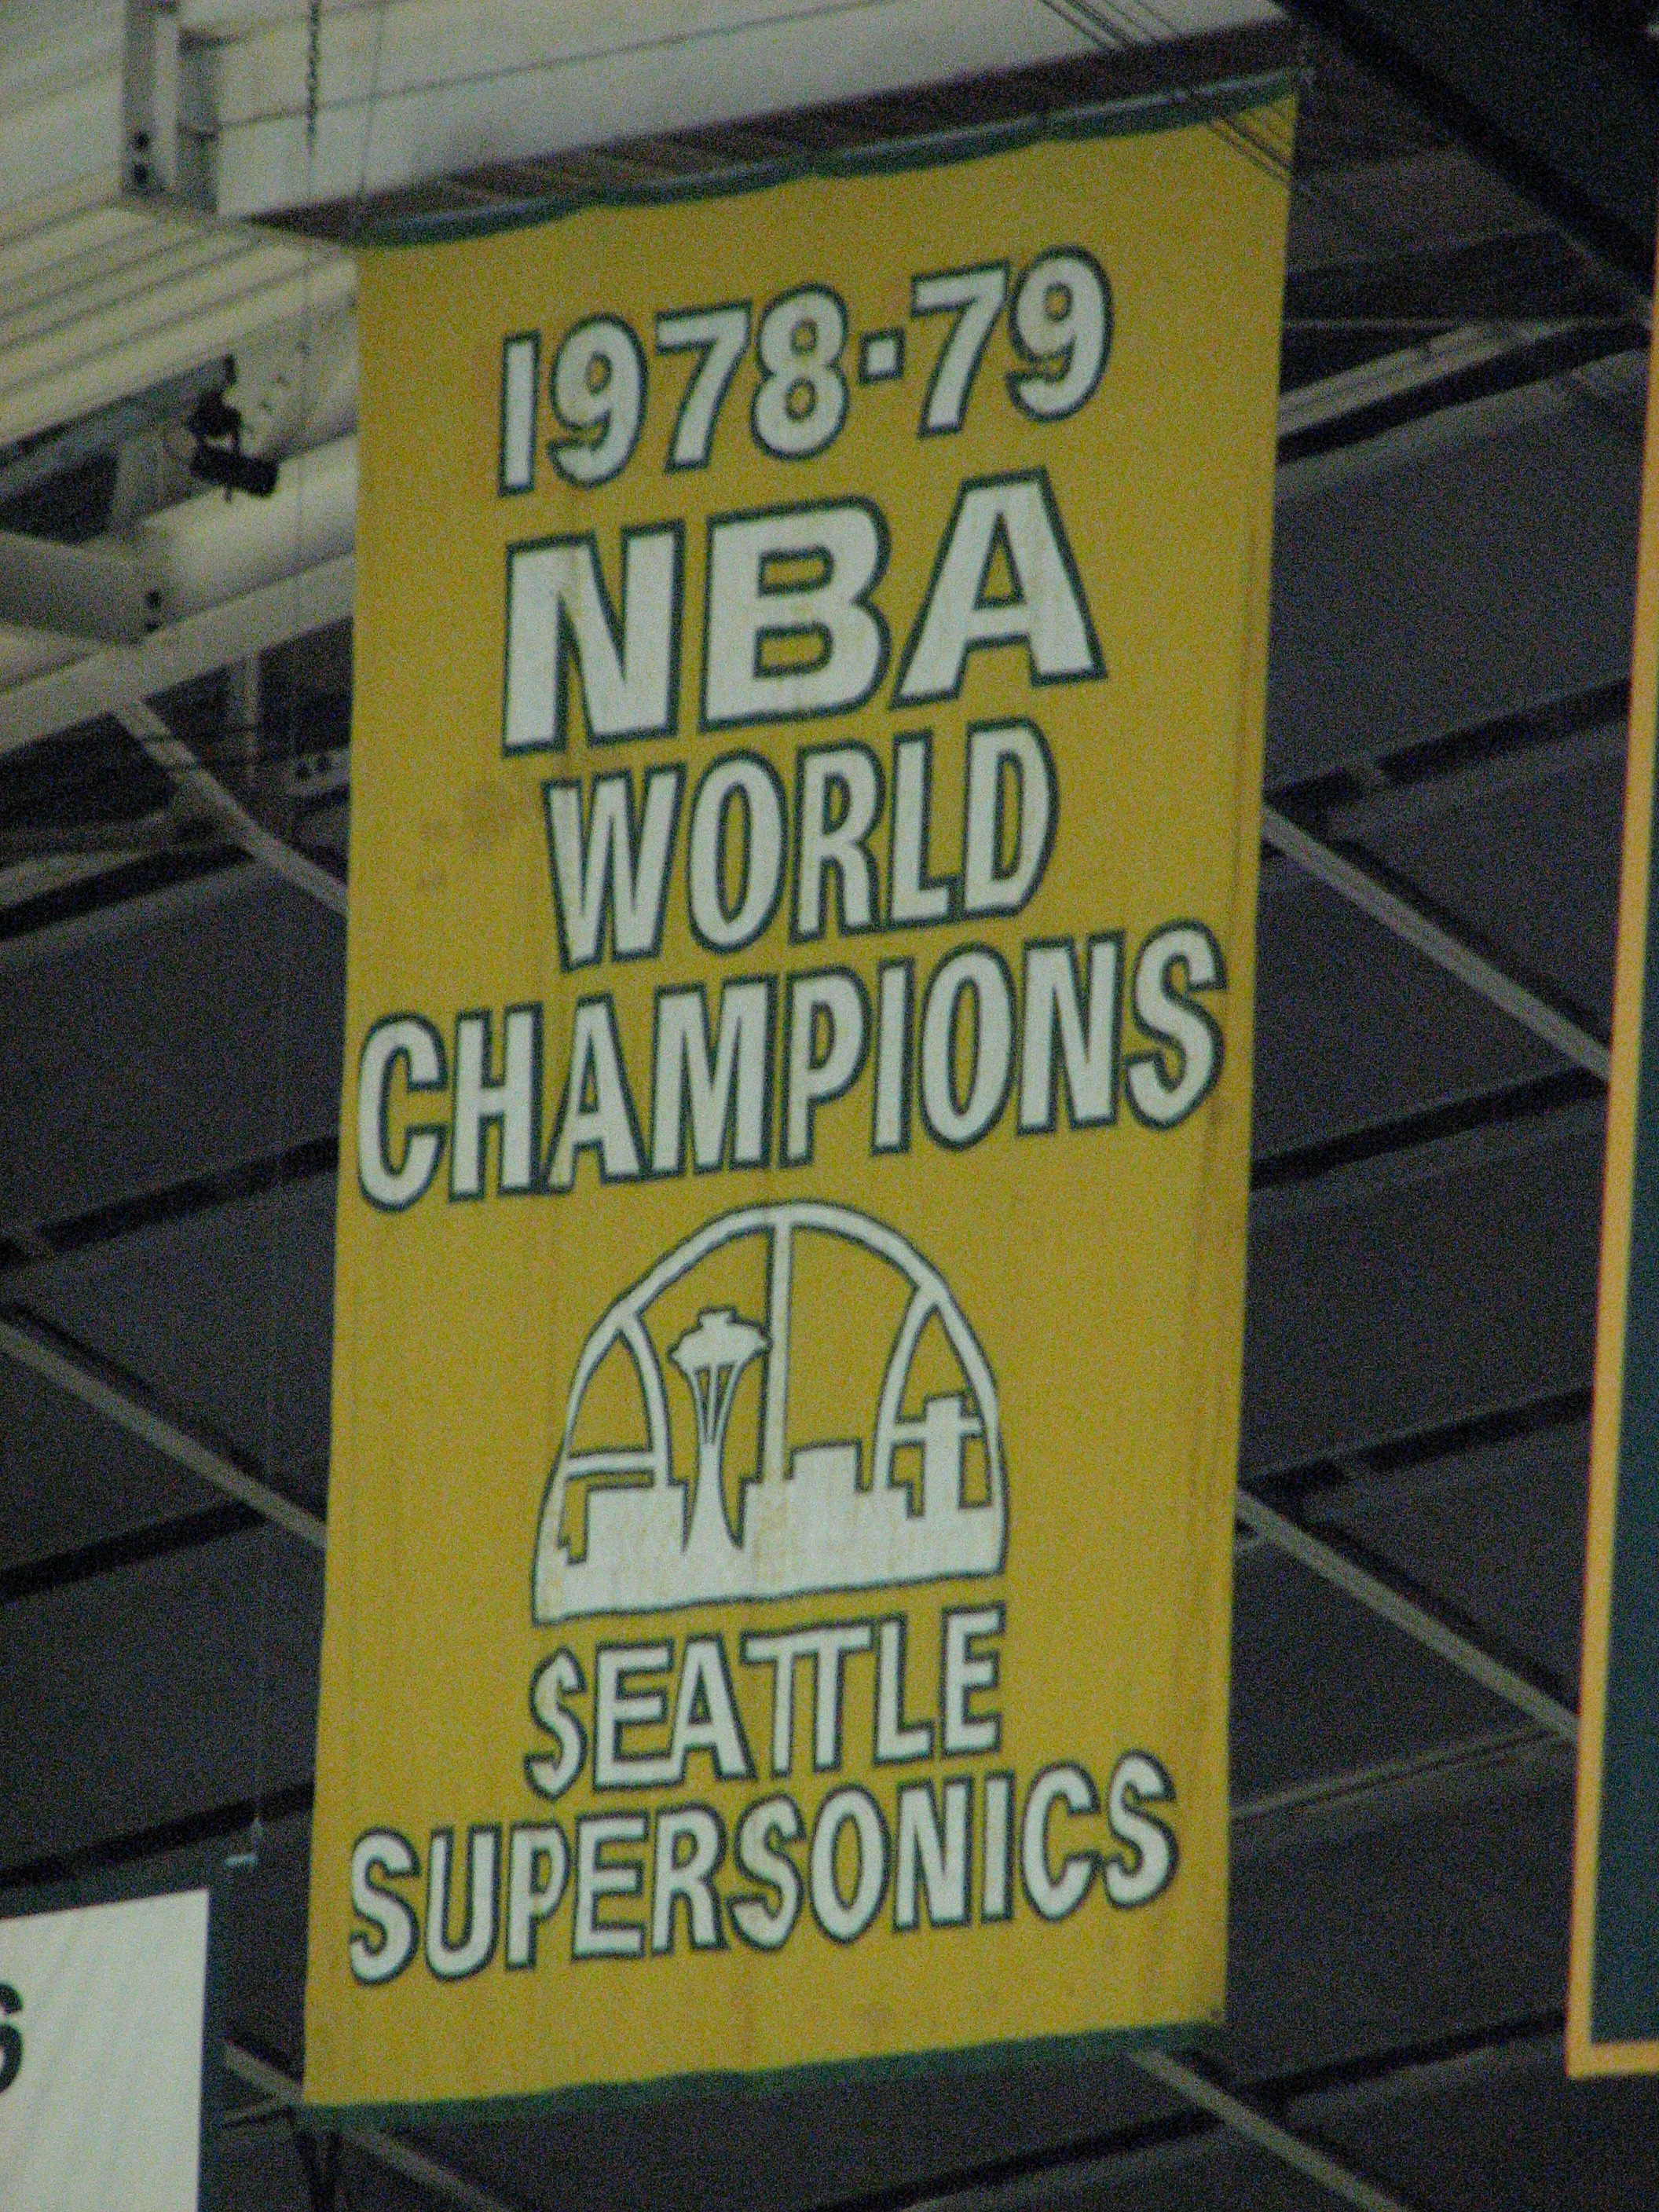 1978-79
NBA
WORLD
CHAMPIONS
SEATTLE
SUPERSONICS
S